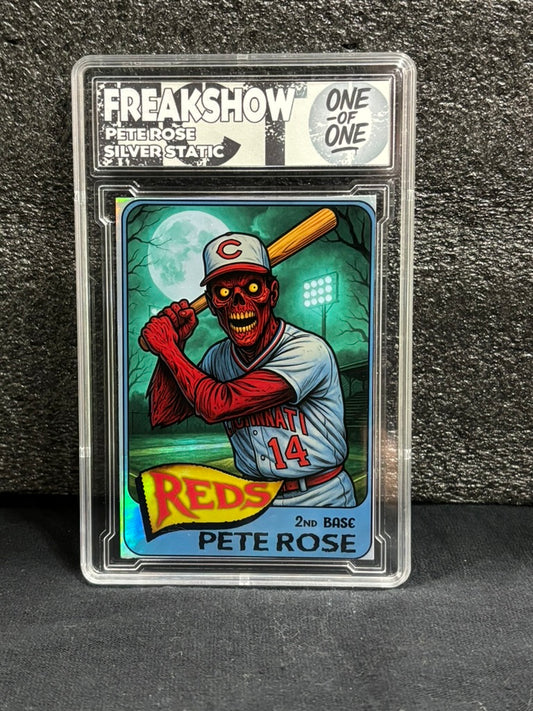 FREAKSHOW
PETE ROSE
SILVER STATIC
ONE
OF
ONE
C
CINCINNATI
14
REDS
2ND BASE
PETE ROSE